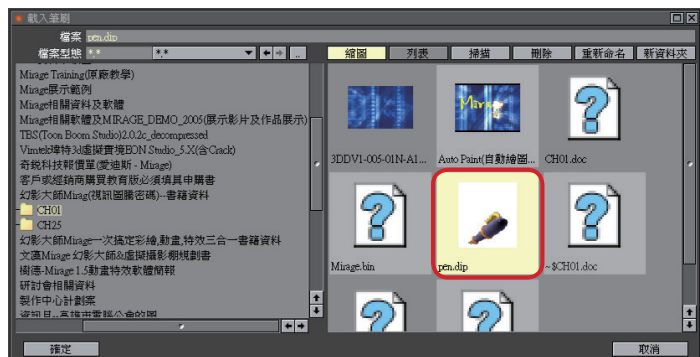 載入筆刷
檔案 pen.dip
檔案型態 *.* *.* .. 縮圖 列表 掃描 刪除 重新命名 新資料夾
Mirage Training(原廠教學)
Mirage展示範例
Mirage相關資料及軟體
Mirage相關軟體及MIRAGE_DEMO_2005(展示影片及作品展示)
TBS(Toon Boom Studio)2.0.2c_decompressed
Vimtek瑋特3d虛擬實境EON Studio_5.X(含Crack)
奇銳科技報價單(愛迪斯 - Mirage)
客戶或經銷商購買教育版必須填具申購書
幻影大師Mirag(視訊圖騰密碼)--書籍資料
CH01
CH25
幻影大師Mirage一次搞定彩繪,動畫,特效三合一書籍資料
文瀛Mirage 幻影大師&虛擬攝影棚規劃書
樹德-Mirage 1.5動畫特效軟體簡報
研討會相關資料
製作中心計劃案
3DDV1-005-01N-A1... Auto Paint(自動繪圖... CH01.doc
Mirage.bin pen.dip ~$CH01.doc
確定 取消